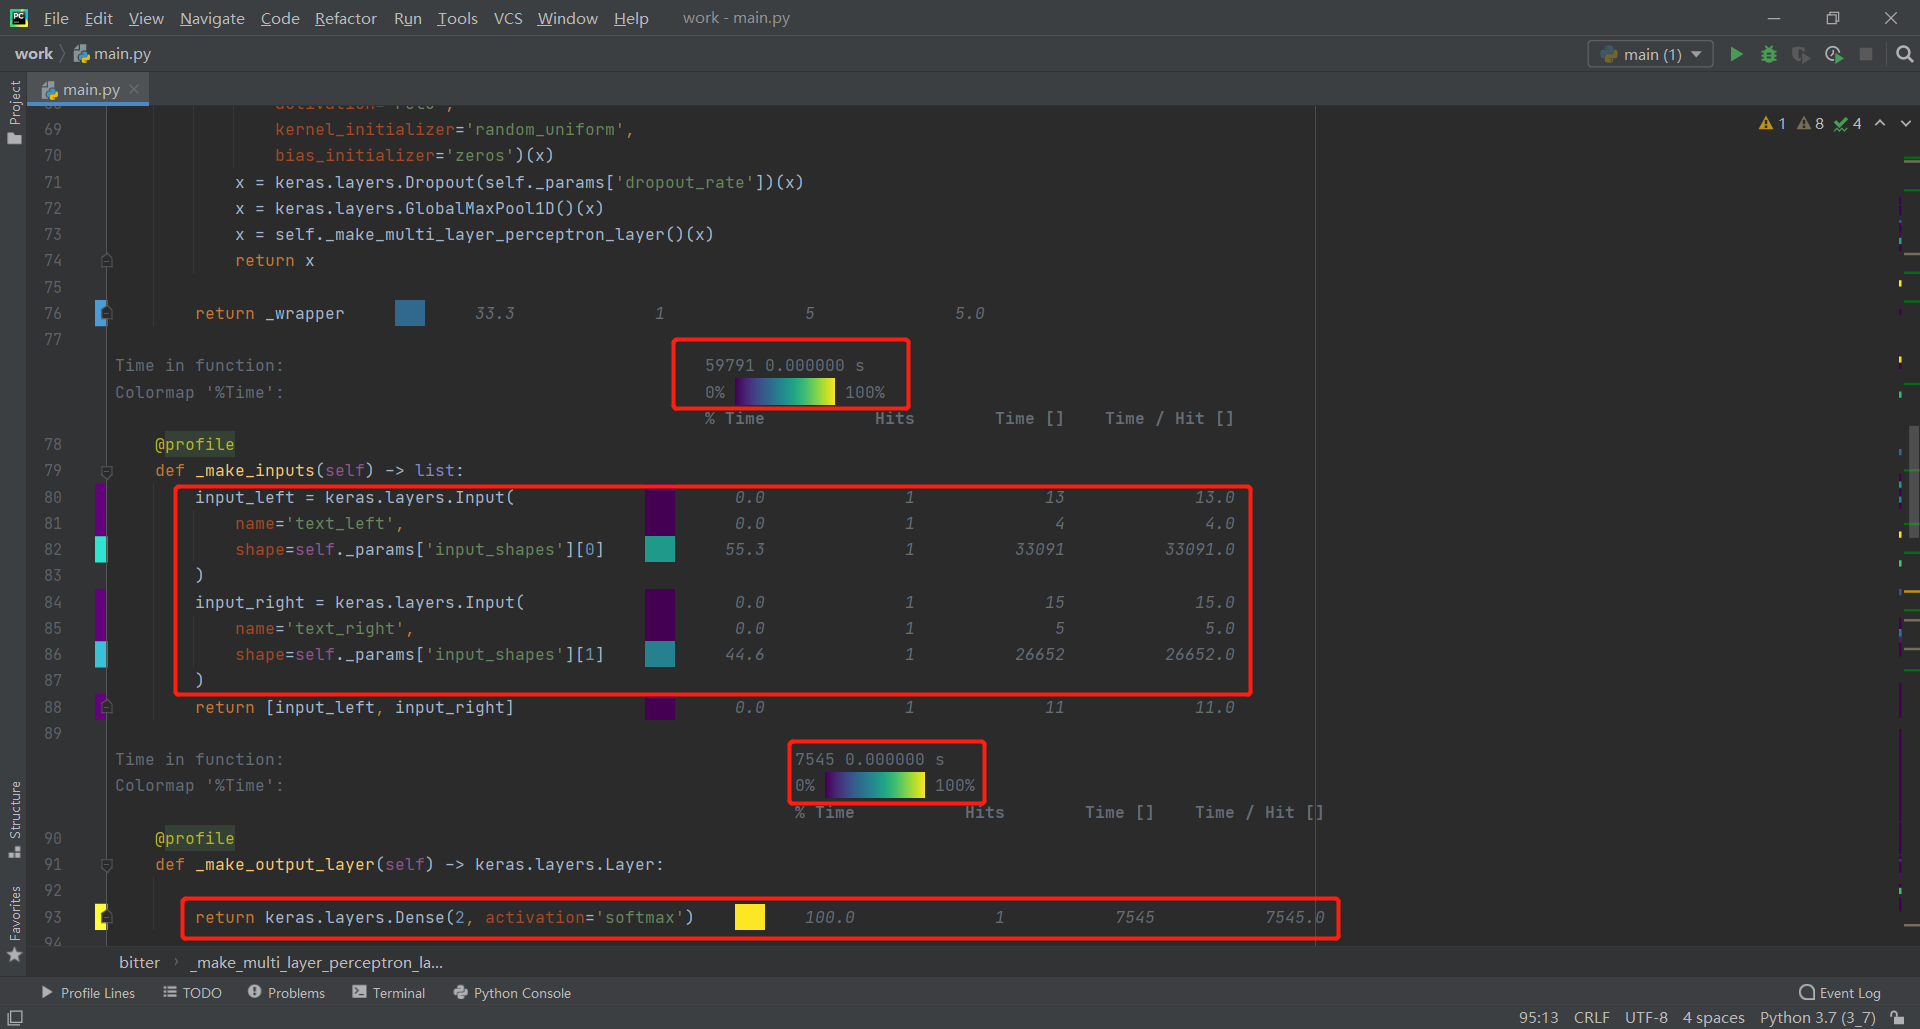 File Edit View Navigate Code Refactor Run Tools VCS Window Help work - main.py
work main.py
main (1)
main.py
Project
1 8 4
69 kernel_initializer='random_uniform',
70 bias_initializer='zeros')(x)
71 x = keras.layers.Dropout(self._params['dropout_rate'])(x)
72 x = keras.layers.GlobalMaxPool1D()(x)
73 x = self._make_multi_layer_perceptron_layer()(x)
74 return x
75
76 return _wrapper 33.3 1 5 5.0
77
Time in function: 59791 0.000000 s
Colormap '%Time': 0% 100%
% Time Hits Time [] Time / Hit []
78 @profile
79 def _make_inputs(self) -> list:
80 input_left = keras.layers.Input( 0.0 1 13 13.0
81 name='text_left', 0.0 1 4 4.0
82 shape=self._params['input_shapes'][0] 55.3 1 33091 33091.0
83 )
84 input_right = keras.layers.Input( 0.0 1 15 15.0
85 name='text_right', 0.0 1 5 5.0
86 shape=self._params['input_shapes'][1] 44.6 1 26652 26652.0
87 )
88 return [input_left, input_right] 0.0 1 11 11.0
89
Time in function: 7545 0.000000 s
Colormap '%Time': 0% 100%
% Time Hits Time [] Time / Hit []
90 @profile
91 def _make_output_layer(self) -> keras.layers.Layer:
92
93 return keras.layers.Dense(2, activation='softmax') 100.0 1 7545 7545.0
94
Structure
Favorites
bitter _make_multi_layer_perceptron_la...
Profile Lines TODO Problems Terminal Python Console Event Log
95:13 CRLF UTF-8 4 spaces Python 3.7 (3_7)